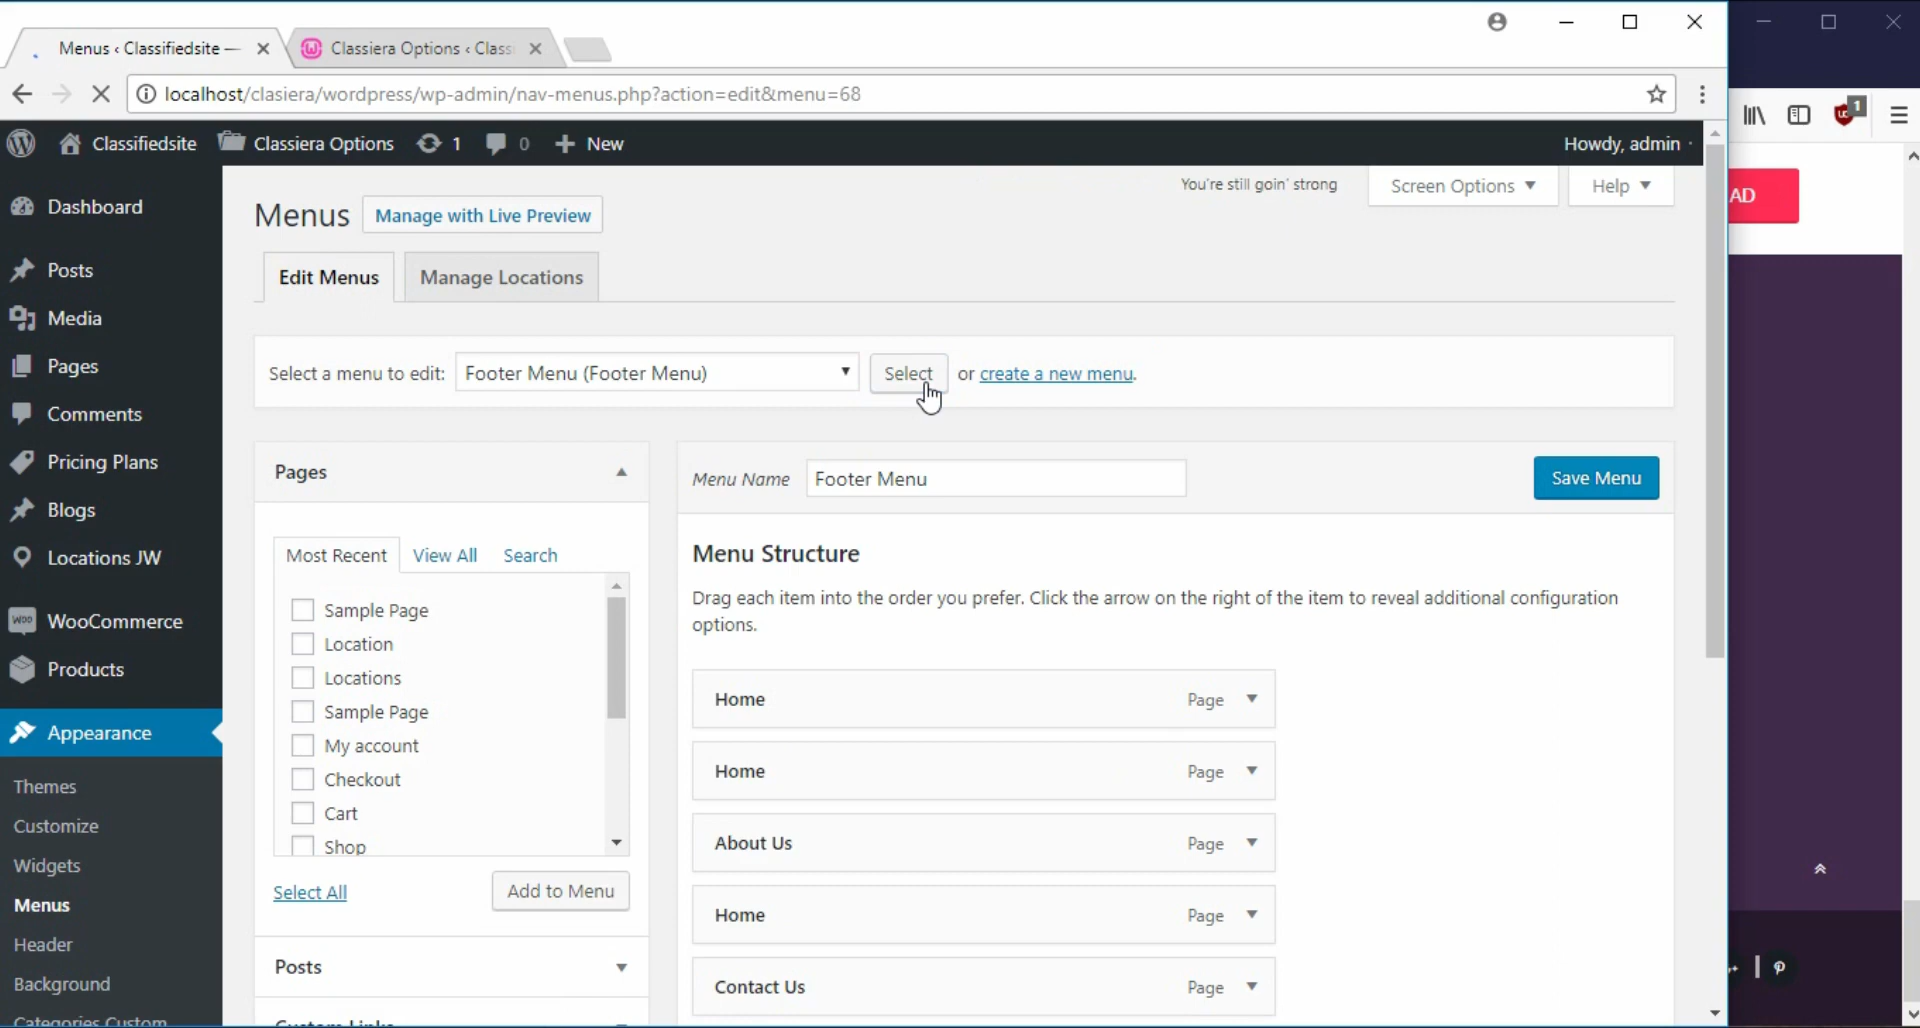 Menus ‹ Classifiedsite —
Classiera Options ‹ Class
localhost/clasiera/wordpress/wp-admin/nav-menus.php?action=edit&menu=68
1
Classifiedsite
Classiera Options
1
0
New
Howdy, admin
You're still goin' strong
Screen Options
Help
AD
Menus
Manage with Live Preview
Edit Menus
Manage Locations
Select a menu to edit:
Footer Menu (Footer Menu)
Select
or create a new menu.
Dashboard
Posts
Media
Pages
Comments
Pricing Plans
Blogs
Locations JW
WooCommerce
Products
Appearance
Themes
Customize
Widgets
Menus
Header
Background
Categories Custom
Pages
Most Recent
View All
Search
Sample Page
Location
Locations
Sample Page
My account
Checkout
Cart
Shop
Select All
Add to Menu
Posts
Custom Links
Menu Name
Footer Menu
Save Menu
Menu Structure
Drag each item into the order you prefer. Click the arrow on the right of the item to reveal additional configuration
options.
Home
Page
Home
Page
About Us
Page
Home
Page
Contact Us
Page